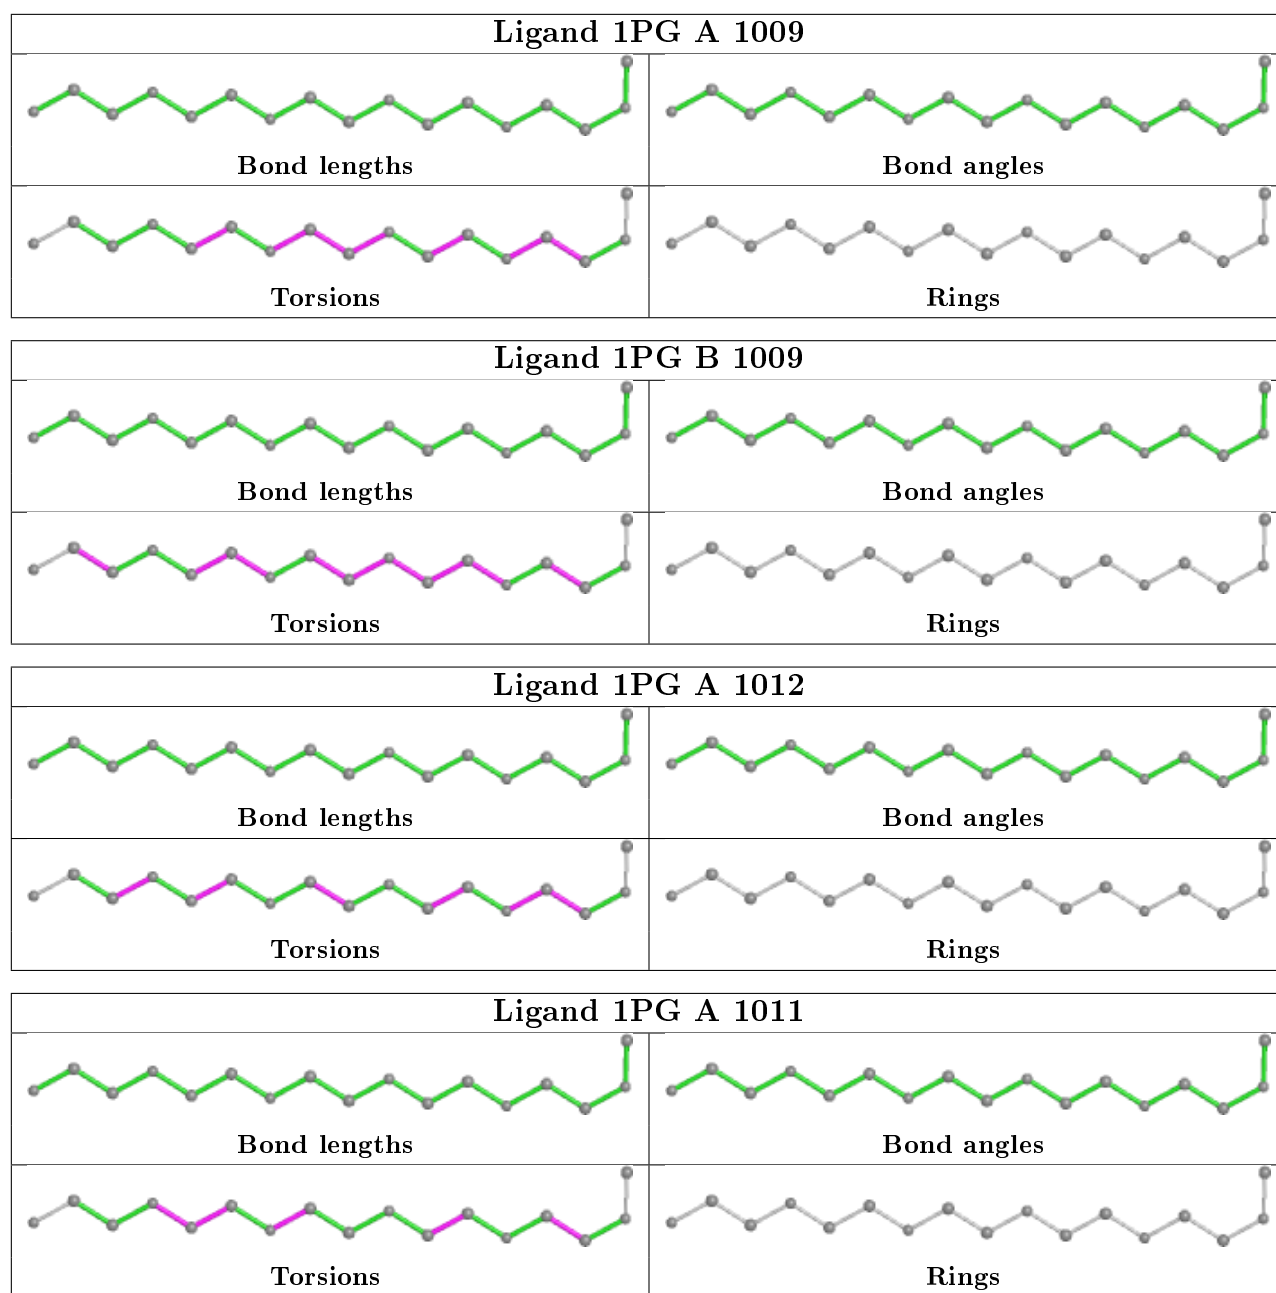 Ligand 1PG A 1009
Bond lengths Bond angles
Torsions Rings
Ligand 1PG B 1009
Bond lengths Bond angles
Torsions Rings
Ligand 1PG A 1012
Bond lengths Bond angles
Torsions Rings
Ligand 1PG A 1011
Bond lengths Bond angles
Torsions Rings